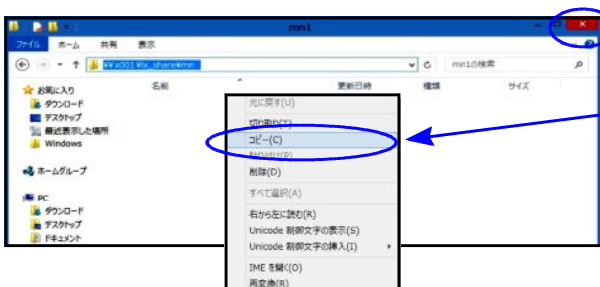 mn1
ファイル ホーム 共有 表示
mn1の検索
名前 更新日時 種類 サイズ
お気に入り
ダウンロード
デスクトップ
最近表示した場所
Windows
ホームグループ
PC
ダウンロード
デスクトップ
ドキュメント
元に戻す(U)
切り取り(T)
コピー(C)
貼り付け(P)
削除(D)
すべて選択(A)
右から左に読む(R)
Unicode 制御文字の表示(S)
Unicode 制御文字の挿入(I)
IME を開く(O)
再変換(R)